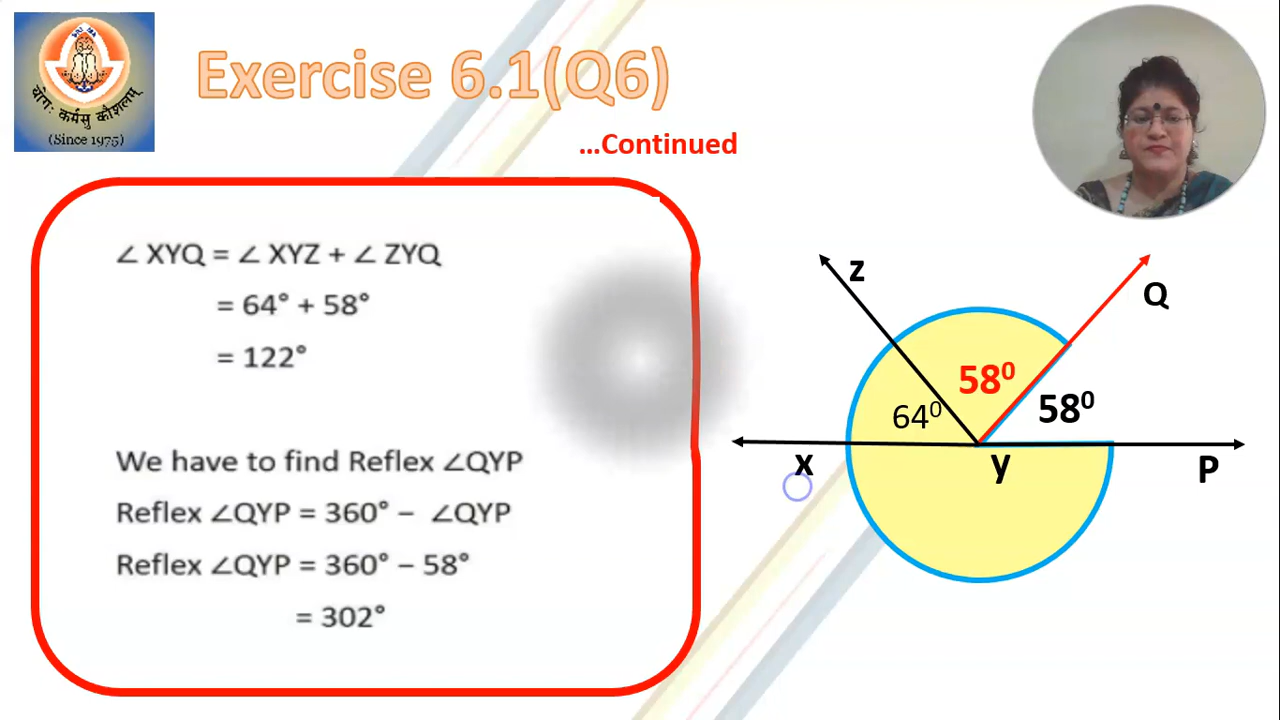 योगः कर्मसु कौशलम्
(Since 1975)
Exercise 6.1(Q6)
...Continued
∠ XYQ = ∠ XYZ + ∠ ZYQ
= 64° + 58°
= 122°
We have to find Reflex ∠QYP
Reflex ∠QYP = 360° – ∠QYP
Reflex ∠QYP = 360° – 58°
= 302°
Z
Q
58⁰
64⁰
58⁰
X
Y
P